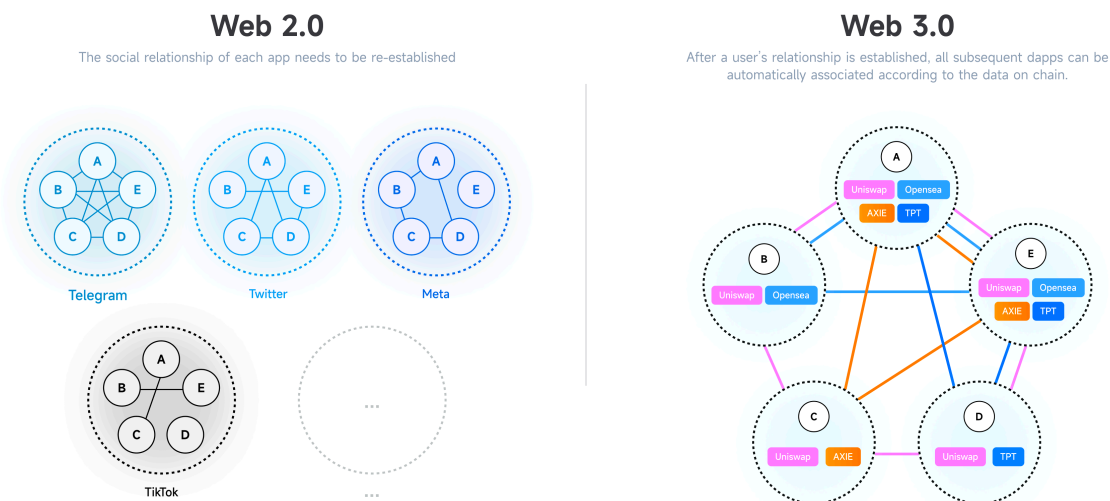 Web 2.0
The social relationship of each app needs to be re-established
A
B
E
C
D
Telegram
A
B
E
C
D
Twitter
A
B
E
C
D
Meta
A
B
E
C
D
TikTok
...
...
Web 3.0
After a user's relationship is established, all subsequent dapps can be
automatically associated according to the data on chain.
A
Uniswap Opensea
AXIE TPT
B
Uniswap Opensea
E
Uniswap Opensea
AXIE TPT
C
Uniswap AXIE
D
Uniswap TPT